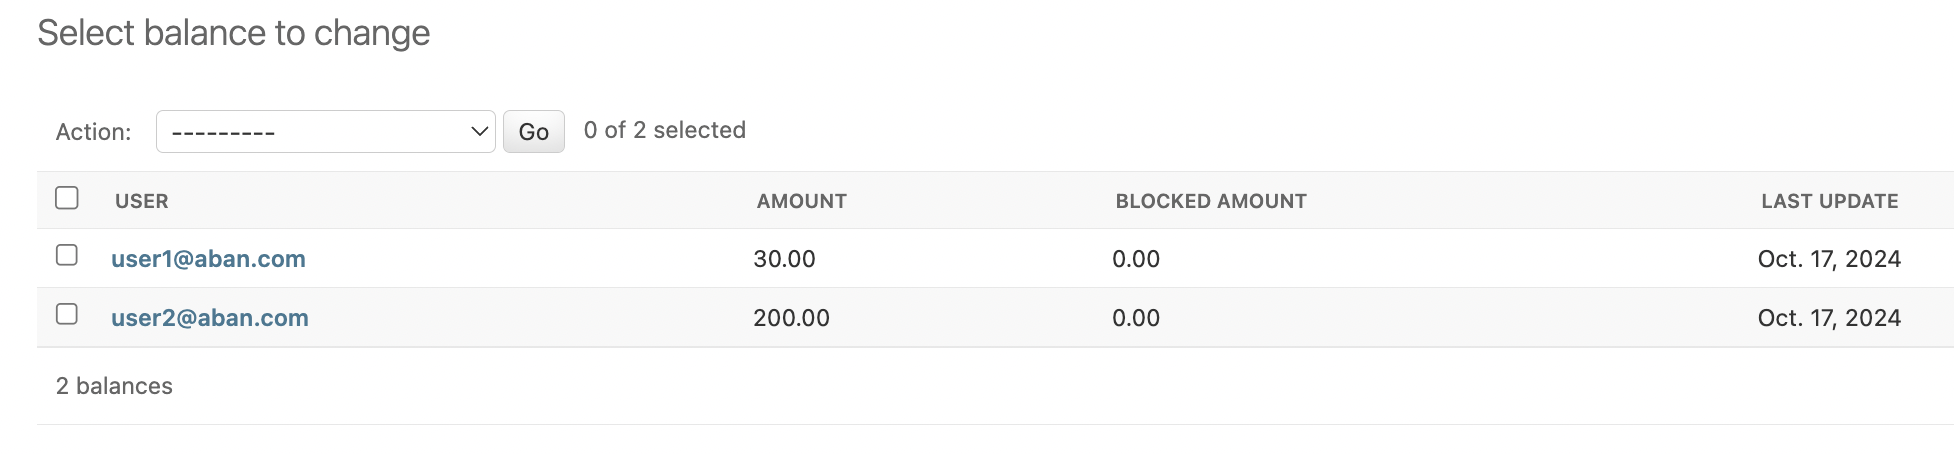 Select balance to change
Action: --------- Go 0 of 2 selected
USER AMOUNT BLOCKED AMOUNT LAST UPDATE
user1@aban.com 30.00 0.00 Oct. 17, 2024
user2@aban.com 200.00 0.00 Oct. 17, 2024
2 balances